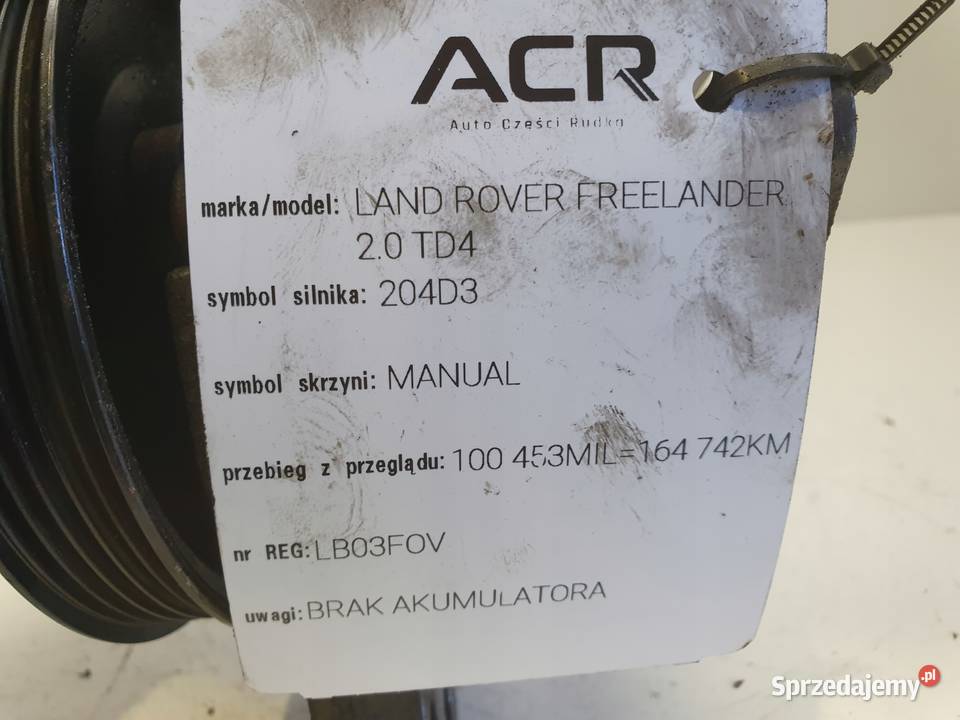 ACR
Auto Części Rudka
marka/model: LAND ROVER FREELANDER
2.0 TD4
symbol silnika: 204D3
symbol skrzyni: MANUAL
przebieg z przeglądu: 100 453MIL=164 742KM
nr REG: LB03FOV
uwagi: BRAK AKUMULATORA
Sprzedajemy.pl